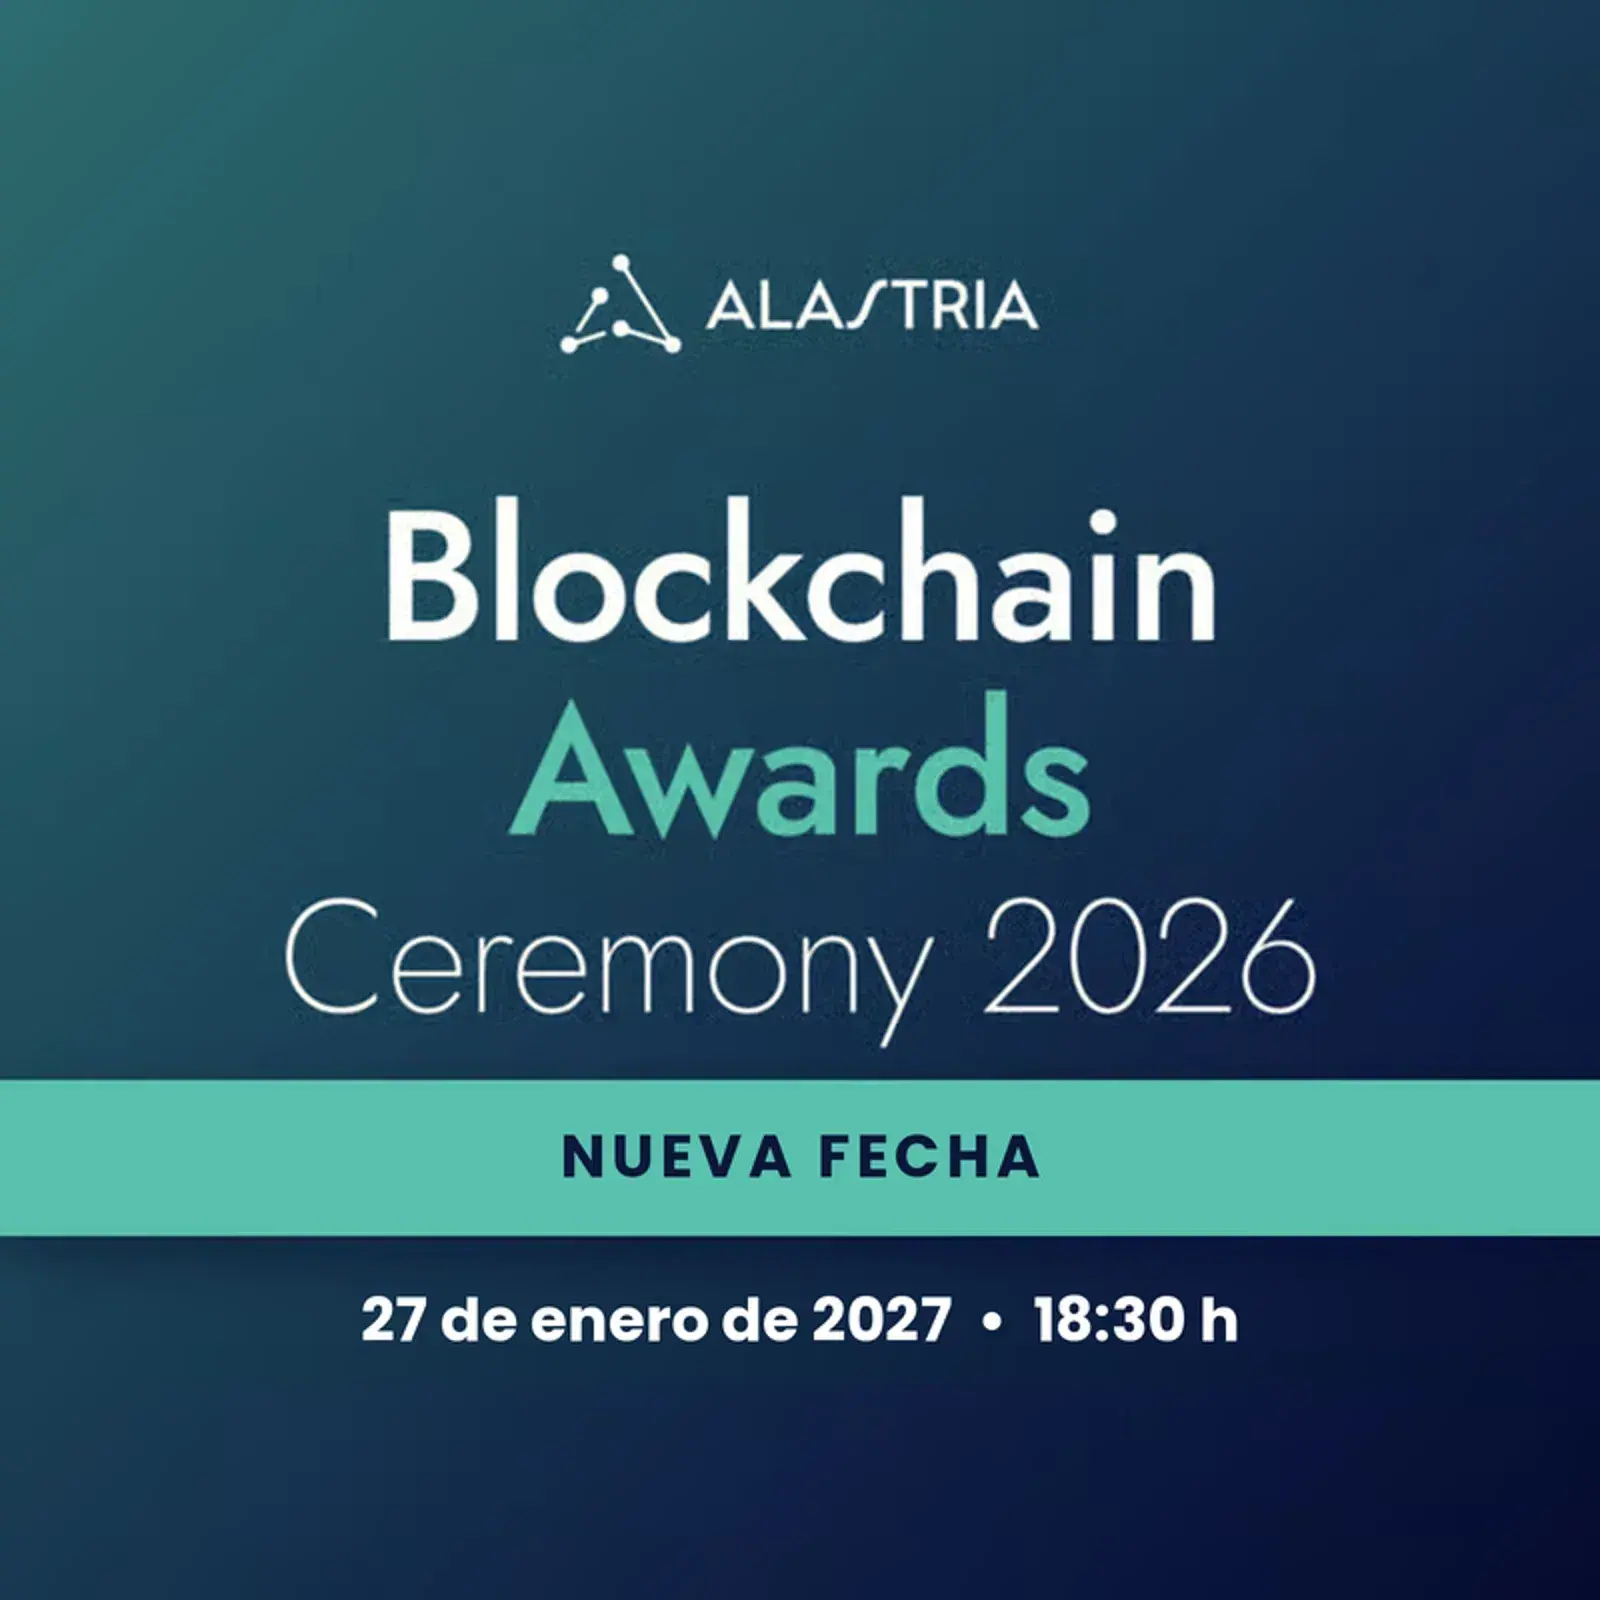 ALASTRIA
Blockchain
Awards
Ceremony 2026
NUEVA FECHA
27 de enero de 2027 • 18:30 h